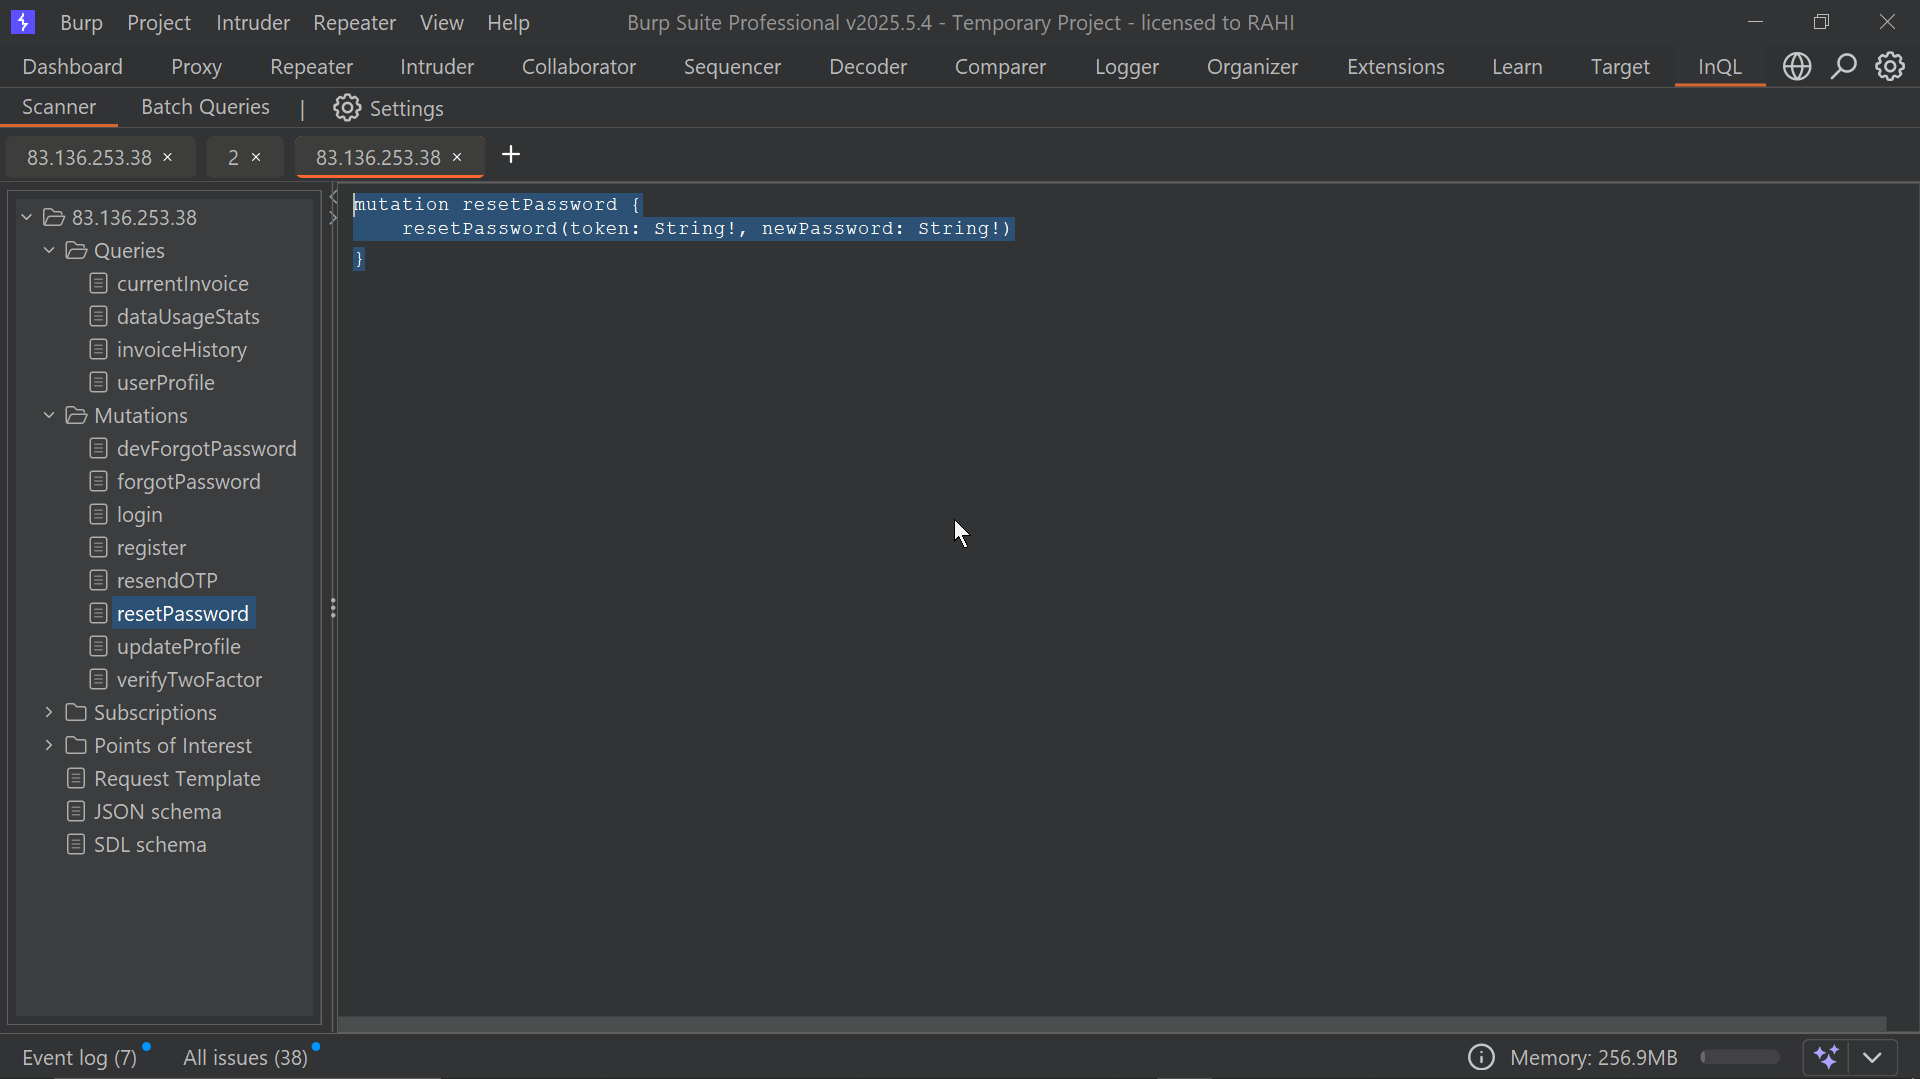 Burp Project Intruder Repeater View Help Burp Suite Professional v2025.5.4 - Temporary Project - licensed to RAHI
Dashboard Proxy Repeater Intruder Collaborator Sequencer Decoder Comparer Logger Organizer Extensions Learn Target InQL
Scanner Batch Queries | Settings
83.136.253.38 × 2 × 83.136.253.38 × +
83.136.253.38
Queries
currentInvoice
dataUsageStats
invoiceHistory
userProfile
Mutations
devForgotPassword
forgotPassword
login
register
resendOTP
resetPassword
updateProfile
verifyTwoFactor
Subscriptions
Points of Interest
Request Template
JSON schema
SDL schema
mutation resetPassword {
    resetPassword(token: String!, newPassword: String!)
}
Event log (7) All issues (38) Memory: 256.9MB